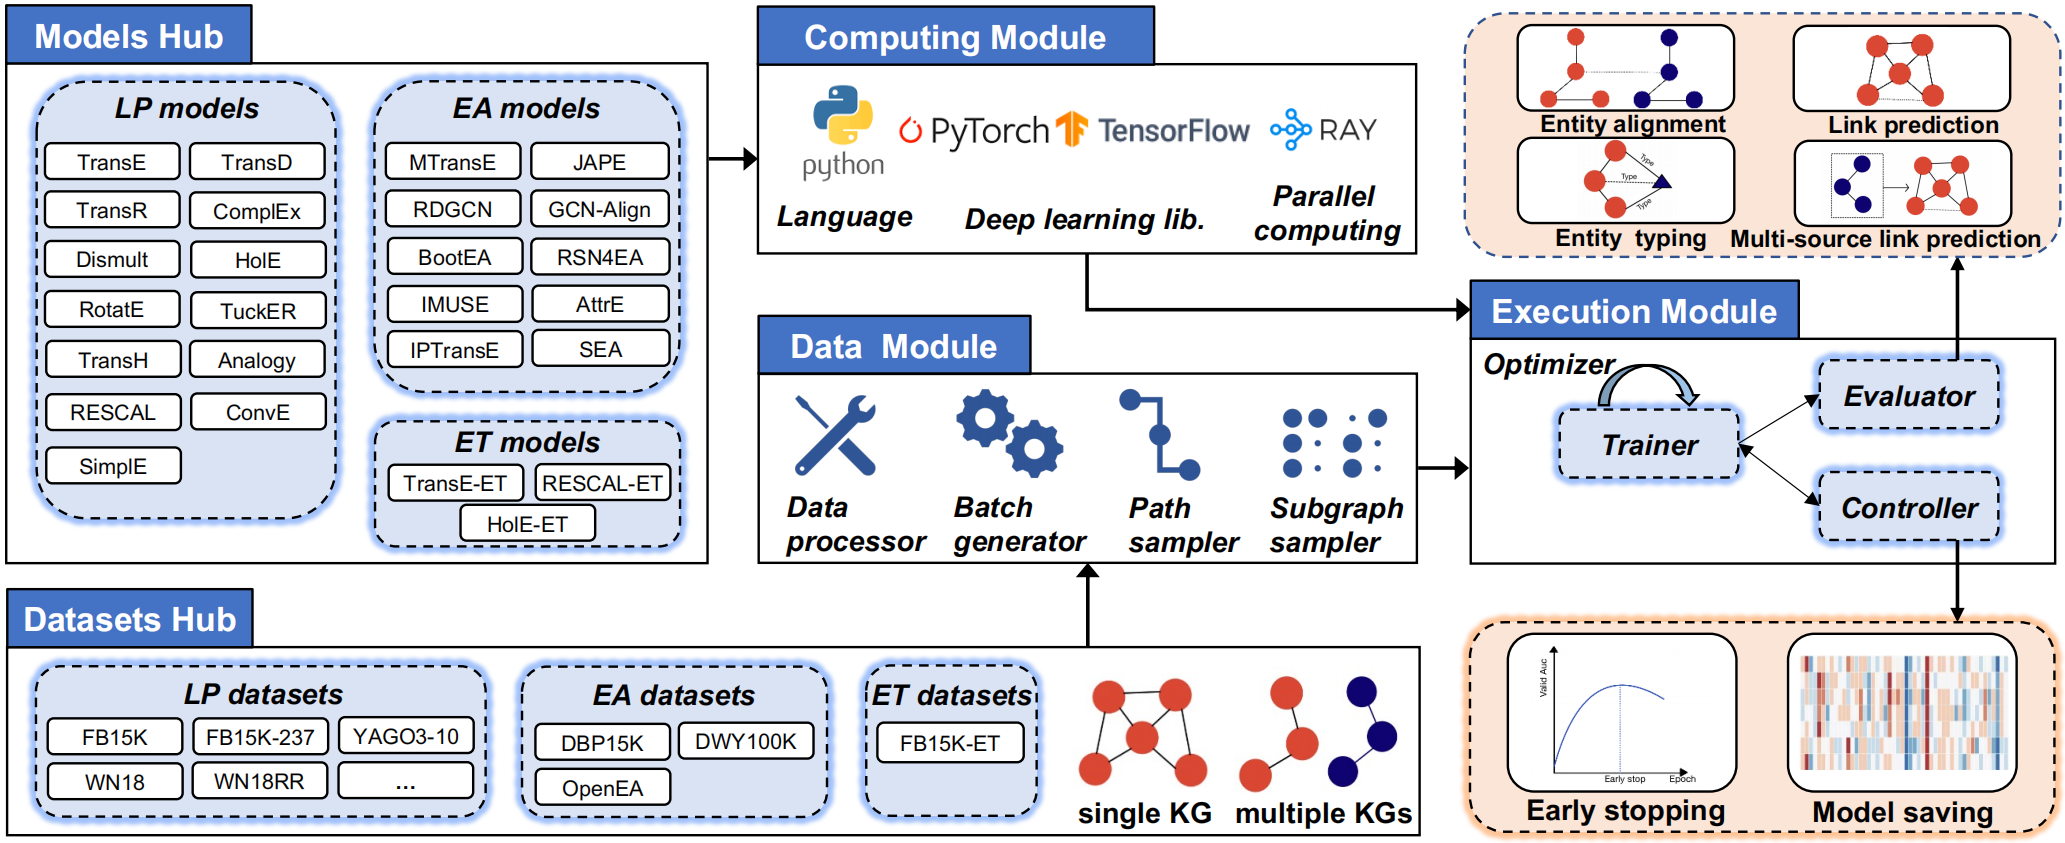 Models Hub
LP models
TransE
TransD
TransR
ComplEx
Dismult
HolE
RotatE
TuckER
TransH
Analogy
RESCAL
ConvE
SimplE
EA models
MTransE
JAPE
RDGCN
GCN-Align
BootEA
RSN4EA
IMUSE
AttrE
IPTransE
SEA
ET models
TransE-ET
RESCAL-ET
HolE-ET
Computing Module
python
PyTorch
TensorFlow
RAY
Language
Deep learning lib.
Parallel
computing
Data Module
Data
processor
Batch
generator
Path
sampler
Subgraph
sampler
Datasets Hub
LP datasets
FB15K
FB15K-237
YAGO3-10
WN18
WN18RR
...
EA datasets
DBP15K
DWY100K
OpenEA
ET datasets
FB15K-ET
single KG
multiple KGs
Entity alignment
Link prediction
Type
Type
Type
Entity typing
Multi-source link prediction
Execution Module
Optimizer
Trainer
Evaluator
Controller
Valid Auc
Early stop
Epoch
Early stopping
Model saving